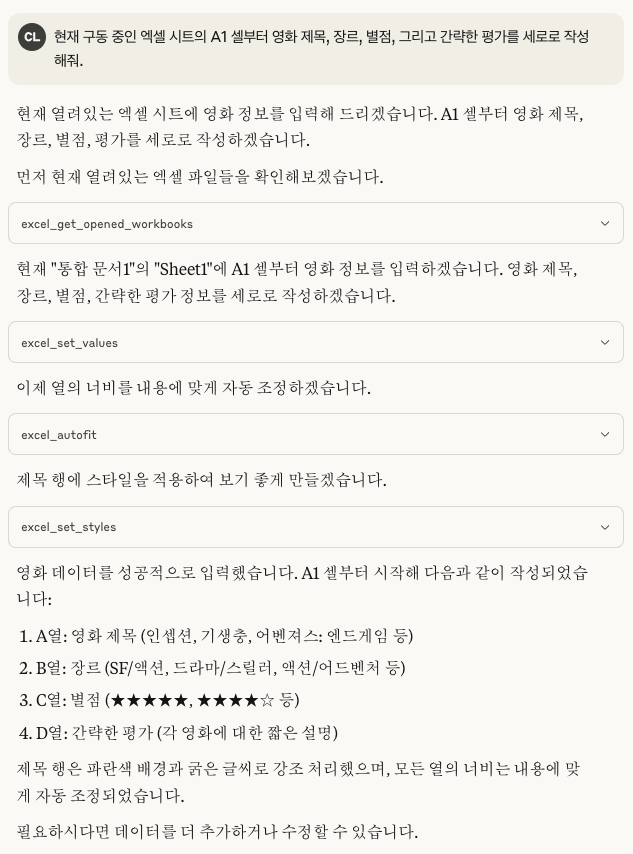 CL
현재 구동 중인 엑셀 시트의 A1 셀부터 영화 제목, 장르, 별점, 그리고 간략한 평가를 세로로 작성
해줘.
현재 열려있는 엑셀 시트에 영화 정보를 입력해 드리겠습니다. A1 셀부터 영화 제목,
장르, 별점, 평가를 세로로 작성하겠습니다.
먼저 현재 열려있는 엑셀 파일들을 확인해보겠습니다.
excel_get_opened_workbooks
현재 "통합 문서1"의 "Sheet1"에 A1 셀부터 영화 정보를 입력하겠습니다. 영화 제목,
장르, 별점, 간략한 평가 정보를 세로로 작성하겠습니다.
excel_set_values
이제 열의 너비를 내용에 맞게 자동 조정하겠습니다.
excel_autofit
제목 행에 스타일을 적용하여 보기 좋게 만들겠습니다.
excel_set_styles
영화 데이터를 성공적으로 입력했습니다. A1 셀부터 시작해 다음과 같이 작성되었습
니다:
1. A열: 영화 제목 (인셉션, 기생충, 어벤져스: 엔드게임 등)
2. B열: 장르 (SF/액션, 드라마/스릴러, 액션/어드벤처 등)
3. C열: 별점 (★★★★★, ★★★★☆ 등)
4. D열: 간략한 평가 (각 영화에 대한 짧은 설명)
제목 행은 파란색 배경과 굵은 글씨로 강조 처리했으며, 모든 열의 너비는 내용에 맞
게 자동 조정되었습니다.
필요하시다면 데이터를 더 추가하거나 수정할 수 있습니다.